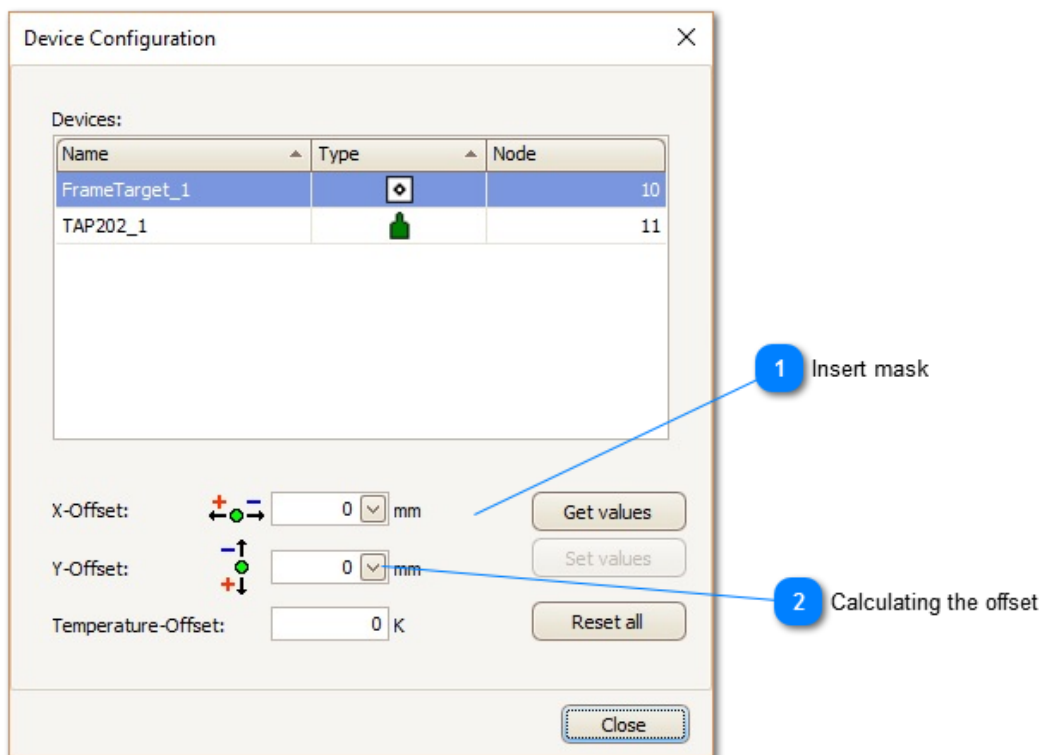 Device Configuration
Devices:
Name Type Node
FrameTarget_1 10
TAP202_1 11
1 Insert mask
X-Offset: + - 0 mm Get values
Y-Offset: - + 0 mm Set values
2 Calculating the offset
Temperature-Offset: 0 K Reset all
Close